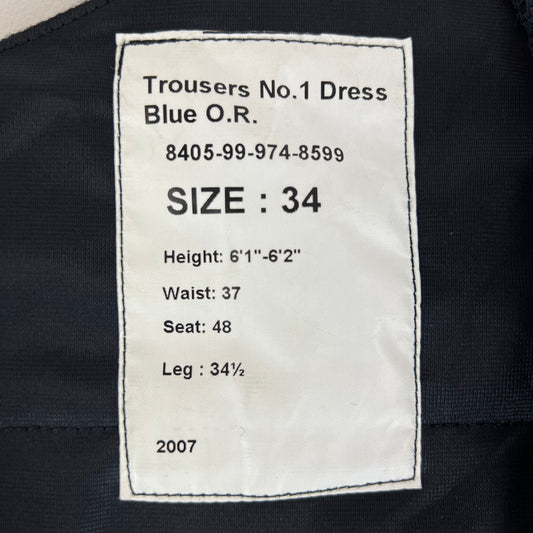 Trousers No.1 Dress
Blue O.R.
8405-99-974-8599
SIZE : 34
Height: 6'1"-6'2"
Waist: 37
Seat: 48
Leg : 34½
2007